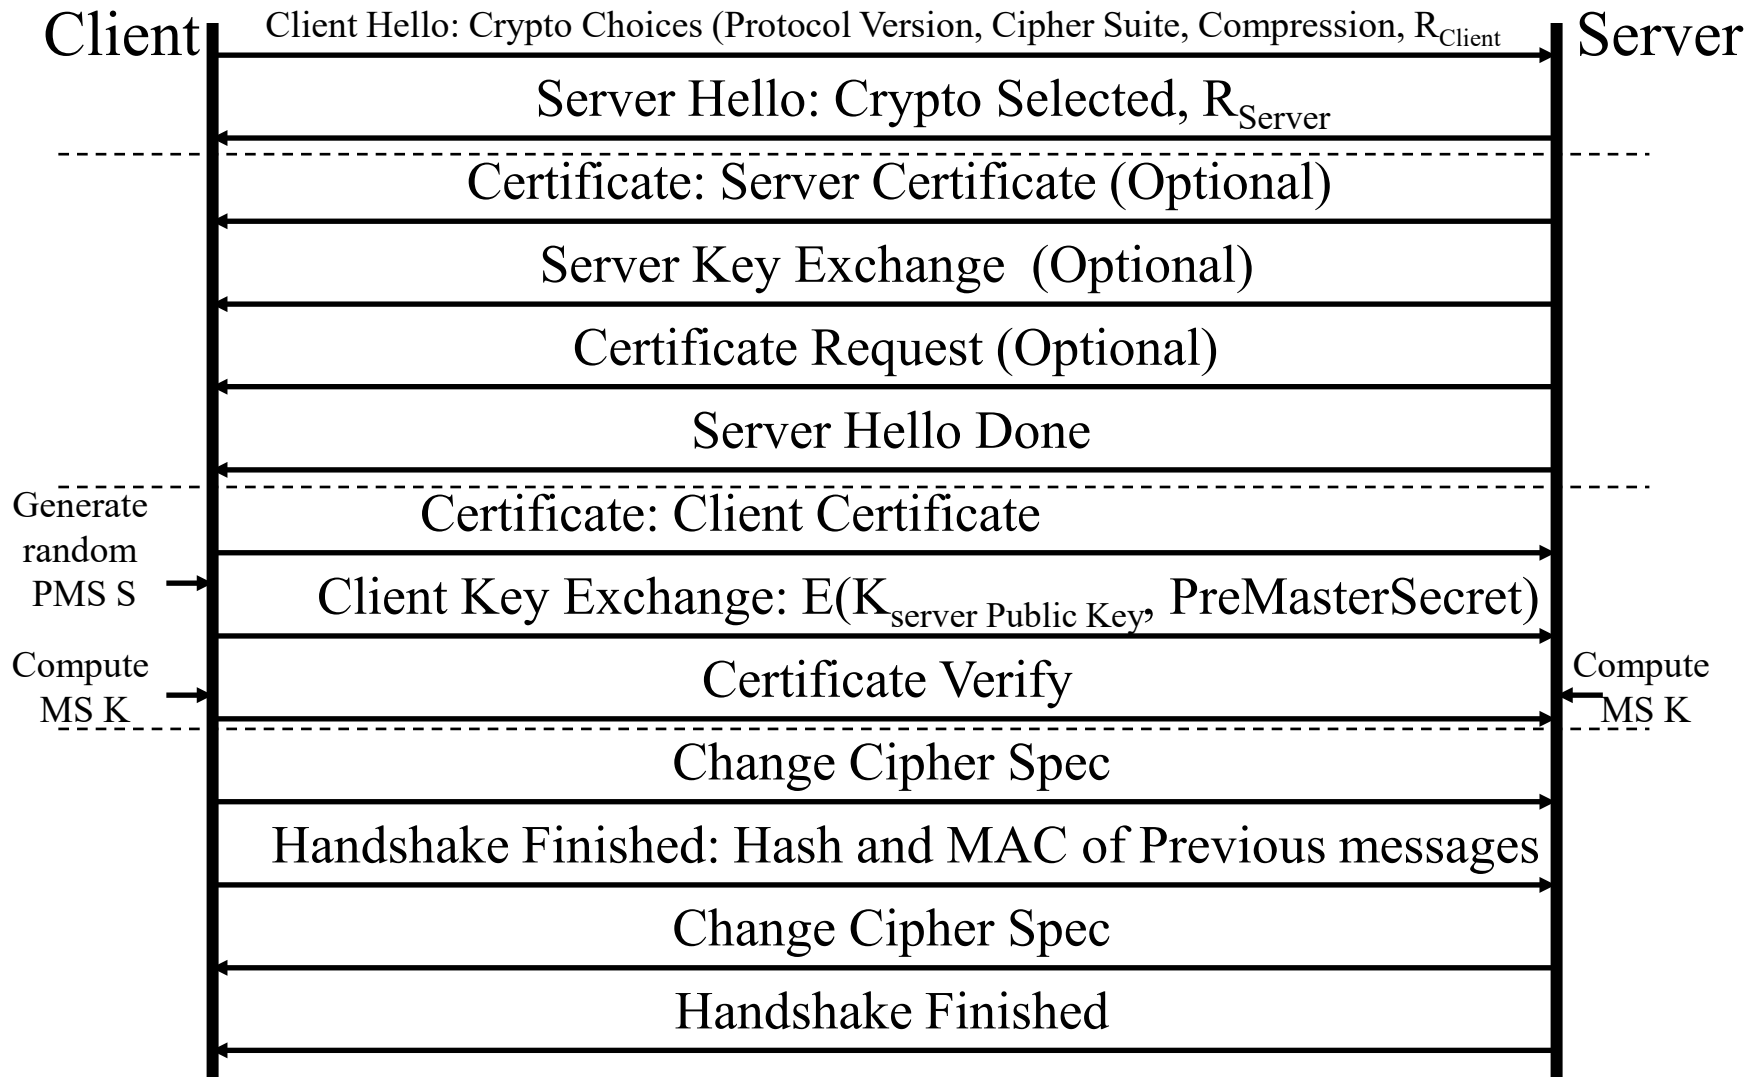 Client
Client Hello: Crypto Choices (Protocol Version, Cipher Suite, Compression, R_Client
Server
Server Hello: Crypto Selected, R_Server
Certificate: Server Certificate (Optional)
Server Key Exchange (Optional)
Certificate Request (Optional)
Server Hello Done
Generate
random
PMS S
Certificate: Client Certificate
Client Key Exchange: E(K_server Public Key, PreMasterSecret)
Compute
MS K
Certificate Verify
Compute
MS K
Change Cipher Spec
Handshake Finished: Hash and MAC of Previous messages
Change Cipher Spec
Handshake Finished